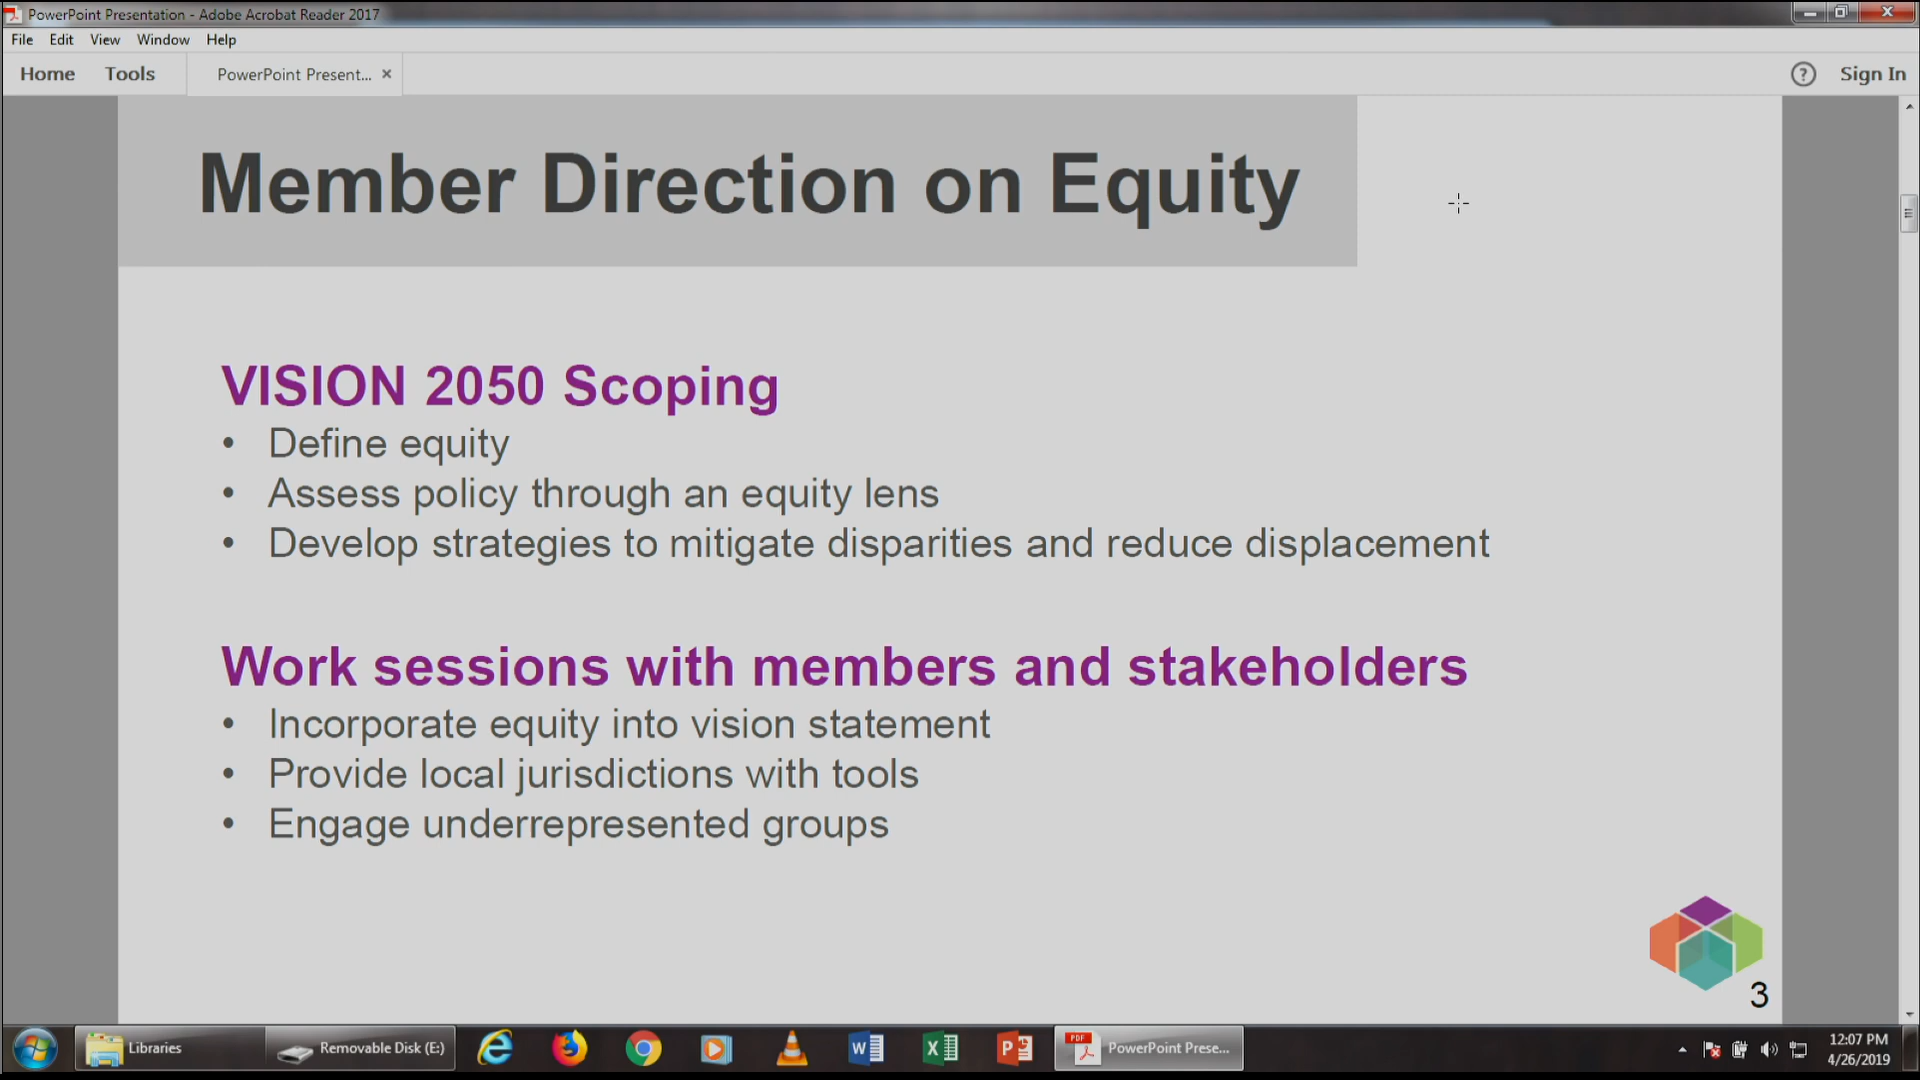 PowerPoint Presentation - Adobe Acrobat Reader 2017
File Edit View Window Help
Home Tools PowerPoint Present... × ? Sign In
Member Direction on Equity
VISION 2050 Scoping
• Define equity
• Assess policy through an equity lens
• Develop strategies to mitigate disparities and reduce displacement
Work sessions with members and stakeholders
• Incorporate equity into vision statement
• Provide local jurisdictions with tools
• Engage underrepresented groups
3
Libraries Removable Disk (E:) PowerPoint Prese... 12:07 PM
4/26/2019